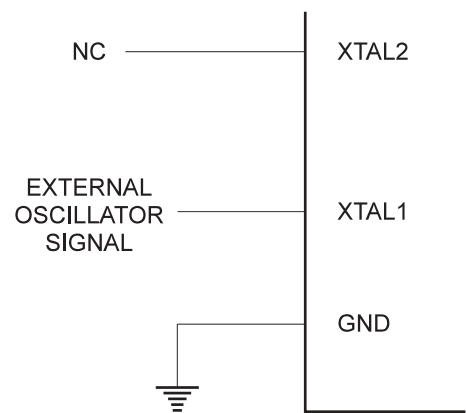 NC
XTAL2
EXTERNAL
OSCILLATOR
SIGNAL
XTAL1
GND